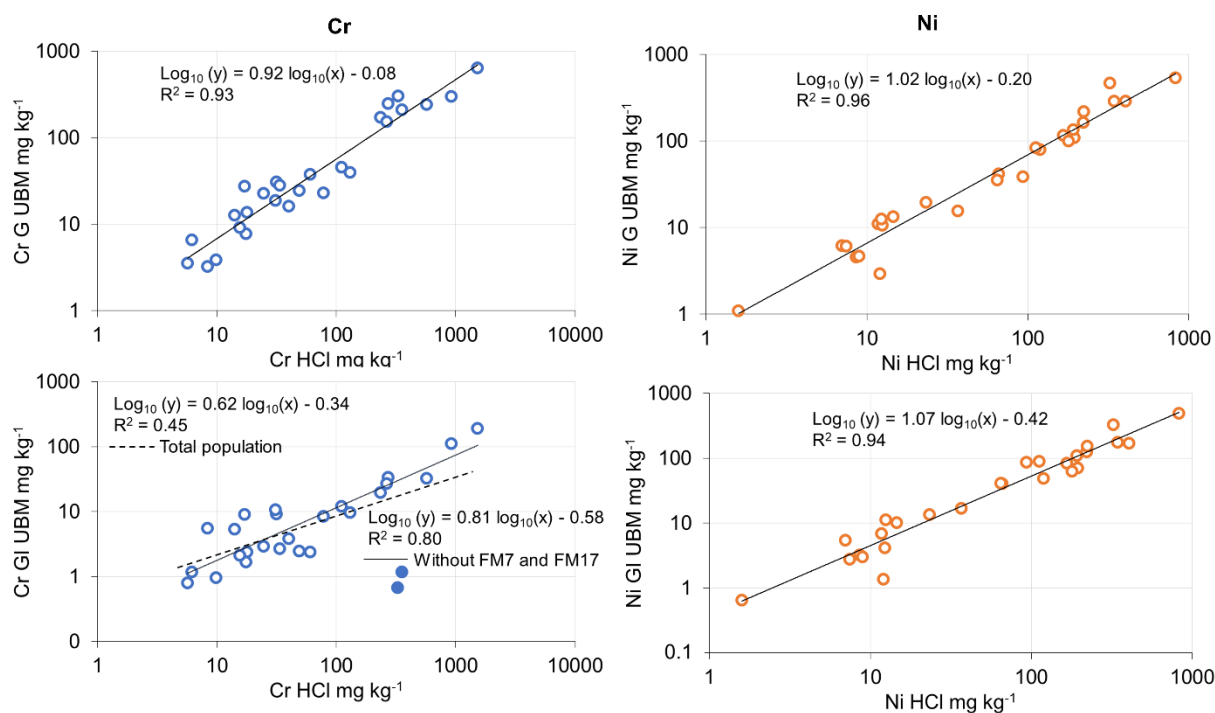 Cr
1000
100
10
1
1
10
100
1000
10000
Cr G UBM mg kg⁻¹
Log₁₀ (y) = 0.92 log₁₀(x) - 0.08
R² = 0.93
Cr HCl mg kg⁻¹
Ni
1000
100
10
1
1
10
100
1000
Ni G UBM mg kg⁻¹
Log₁₀ (y) = 1.02 log₁₀(x) - 0.20
R² = 0.96
Ni HCl mg kg⁻¹
1000
100
10
1
0
1
10
100
1000
10000
Cr GI UBM mg kg⁻¹
Log₁₀ (y) = 0.62 log₁₀(x) - 0.34
R² = 0.45
Total population
Log₁₀ (y) = 0.81 log₁₀(x) - 0.58
R² = 0.80
Without FM7 and FM17
Cr HCl mg kg⁻¹
1000
100
10
1
0.1
1
10
100
1000
Ni GI UBM mg kg⁻¹
Log₁₀ (y) = 1.07 log₁₀(x) - 0.42
R² = 0.94
Ni HCl mg kg⁻¹